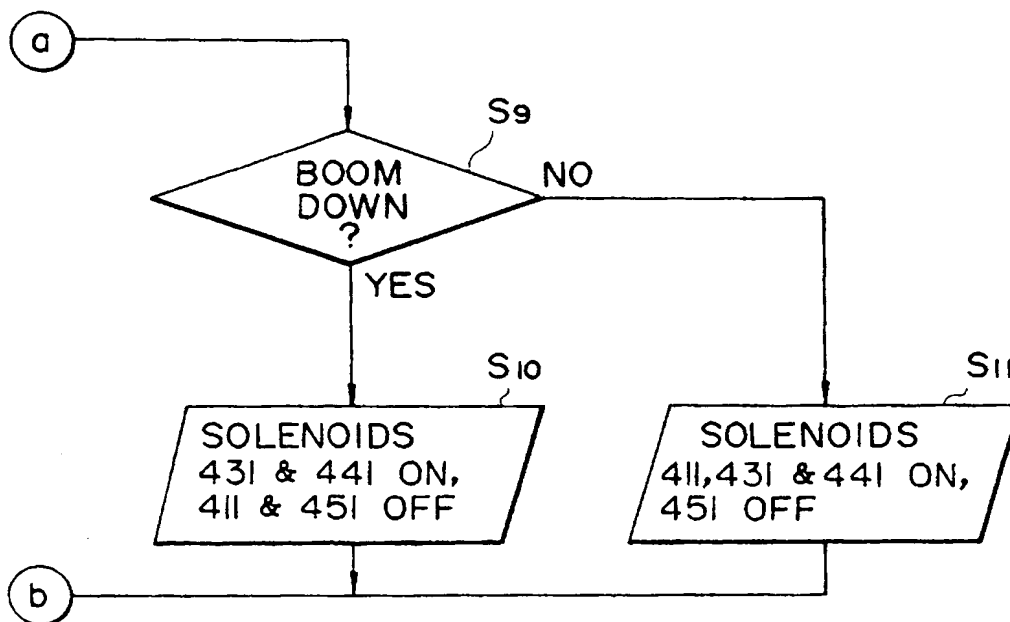 a
S9
BOOM
DOWN
?
NO
YES
S10
SOLENOIDS
431 & 441 ON,
411 & 451 OFF
S11
SOLENOIDS
411,431 & 441 ON,
451 OFF
b